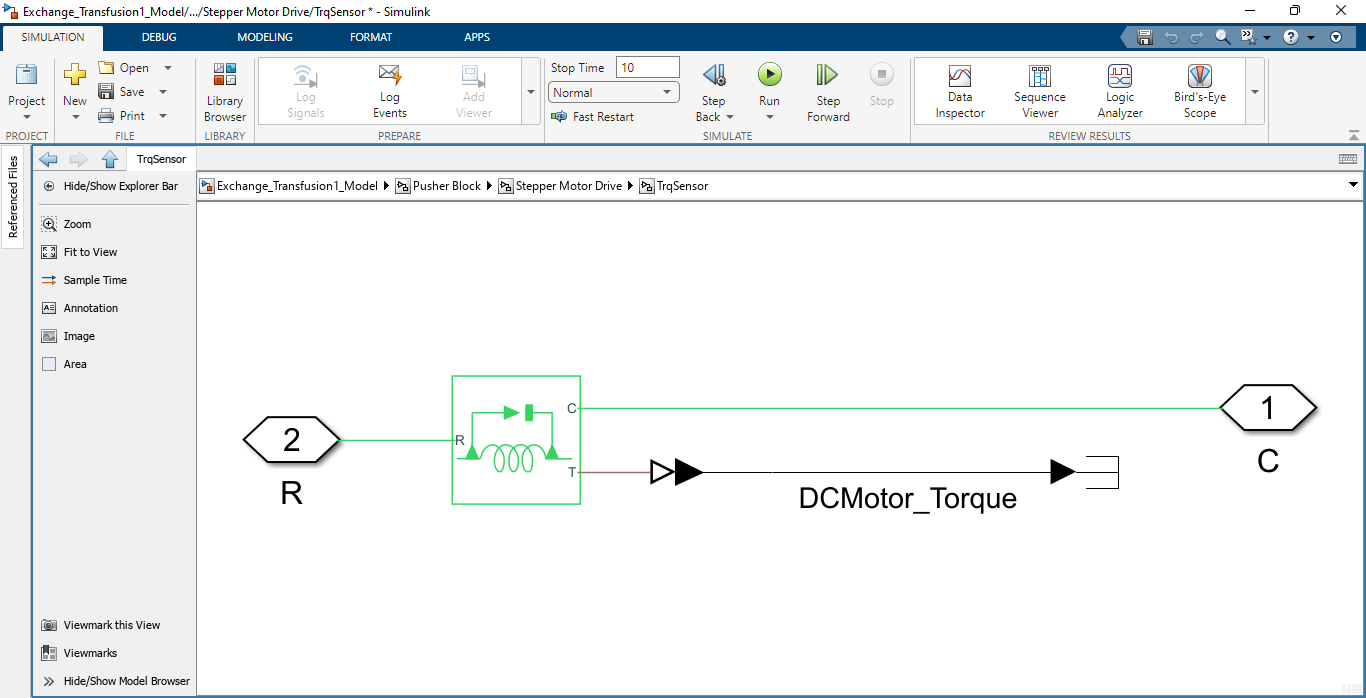 Exchange_Transfusion1_Model/.../Stepper Motor Drive/TrqSensor * - Simulink
SIMULATION DEBUG MODELING FORMAT APPS
Project
New
Open
Save
Print
Library
Browser
Log
Signals
Log
Events
Add
Viewer
Stop Time 10
Normal
Fast Restart
Step
Back
Run
Step
Forward
Stop
Data
Inspector
Sequence
Viewer
Logic
Analyzer
Bird's-Eye
Scope
PROJECT FILE LIBRARY PREPARE SIMULATE REVIEW RESULTS
Referenced Files
TrqSensor
Hide/Show Explorer Bar
Exchange_Transfusion1_Model Pusher Block Stepper Motor Drive TrqSensor
Zoom
Fit to View
Sample Time
Annotation
Image
Area
2
R
R
C
T
DCMotor_Torque
1
C
Viewmark this View
Viewmarks
Hide/Show Model Browser